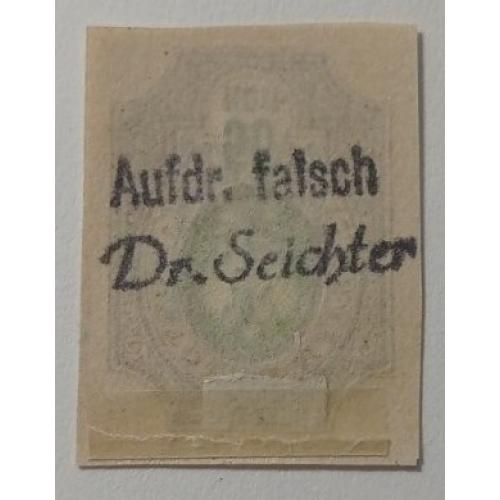 Aufdr. falsch
Dr. Seichter